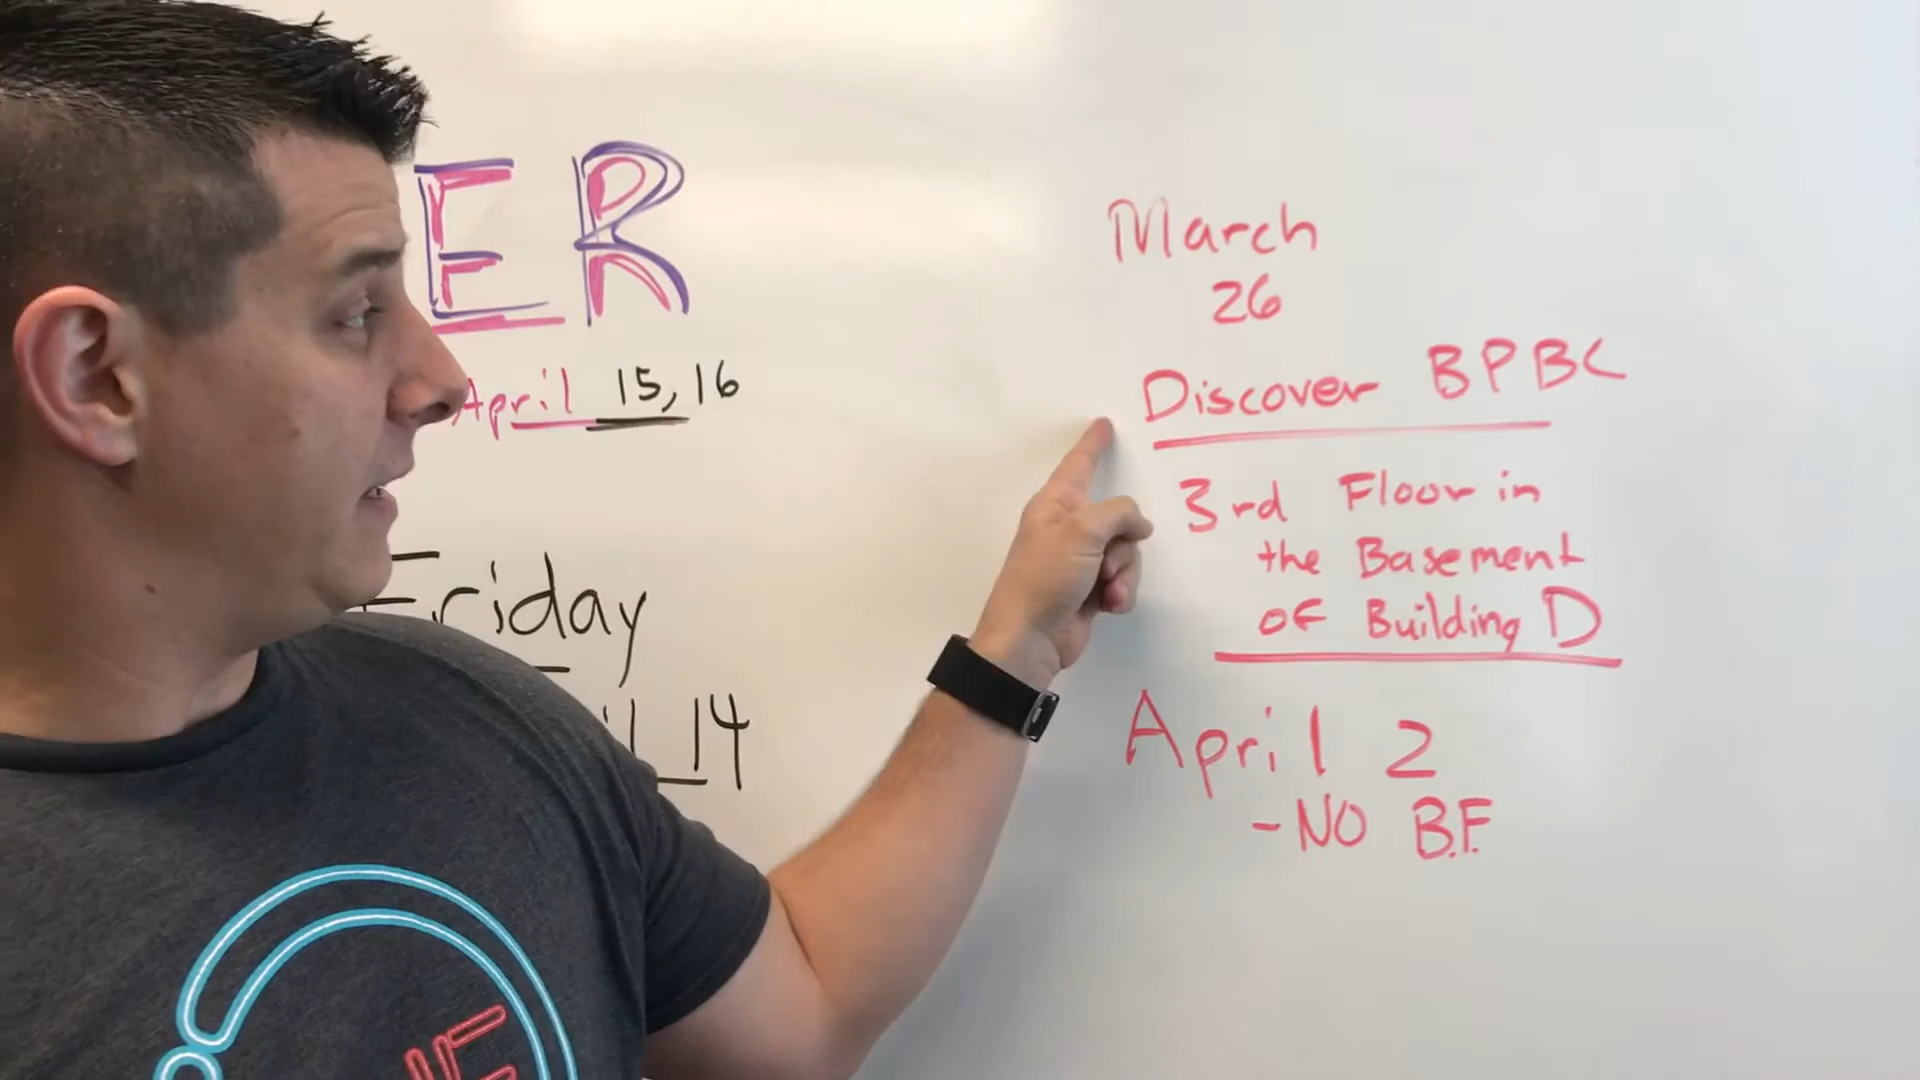 ER
April 15, 16
Friday
14
March
26
Discover BPBC
3rd Floor in
the Basement
of Building D
April 2
-NO B.F.